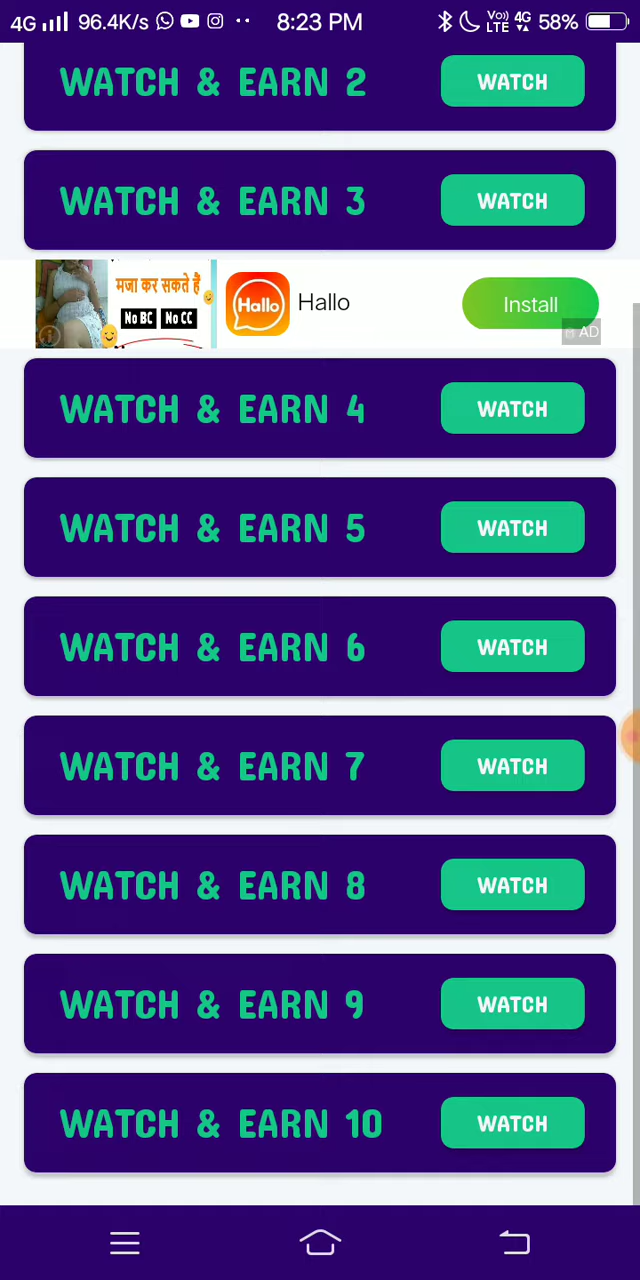 4G 96.4K/s 8:23 PM Vo)) LTE 4G 58%
WATCH & EARN 2 WATCH
WATCH & EARN 3 WATCH
मजा कर सकते हैं
No BC No CC
Hallo
Hallo
Install
AD
WATCH & EARN 4 WATCH
WATCH & EARN 5 WATCH
WATCH & EARN 6 WATCH
WATCH & EARN 7 WATCH
WATCH & EARN 8 WATCH
WATCH & EARN 9 WATCH
WATCH & EARN 10 WATCH